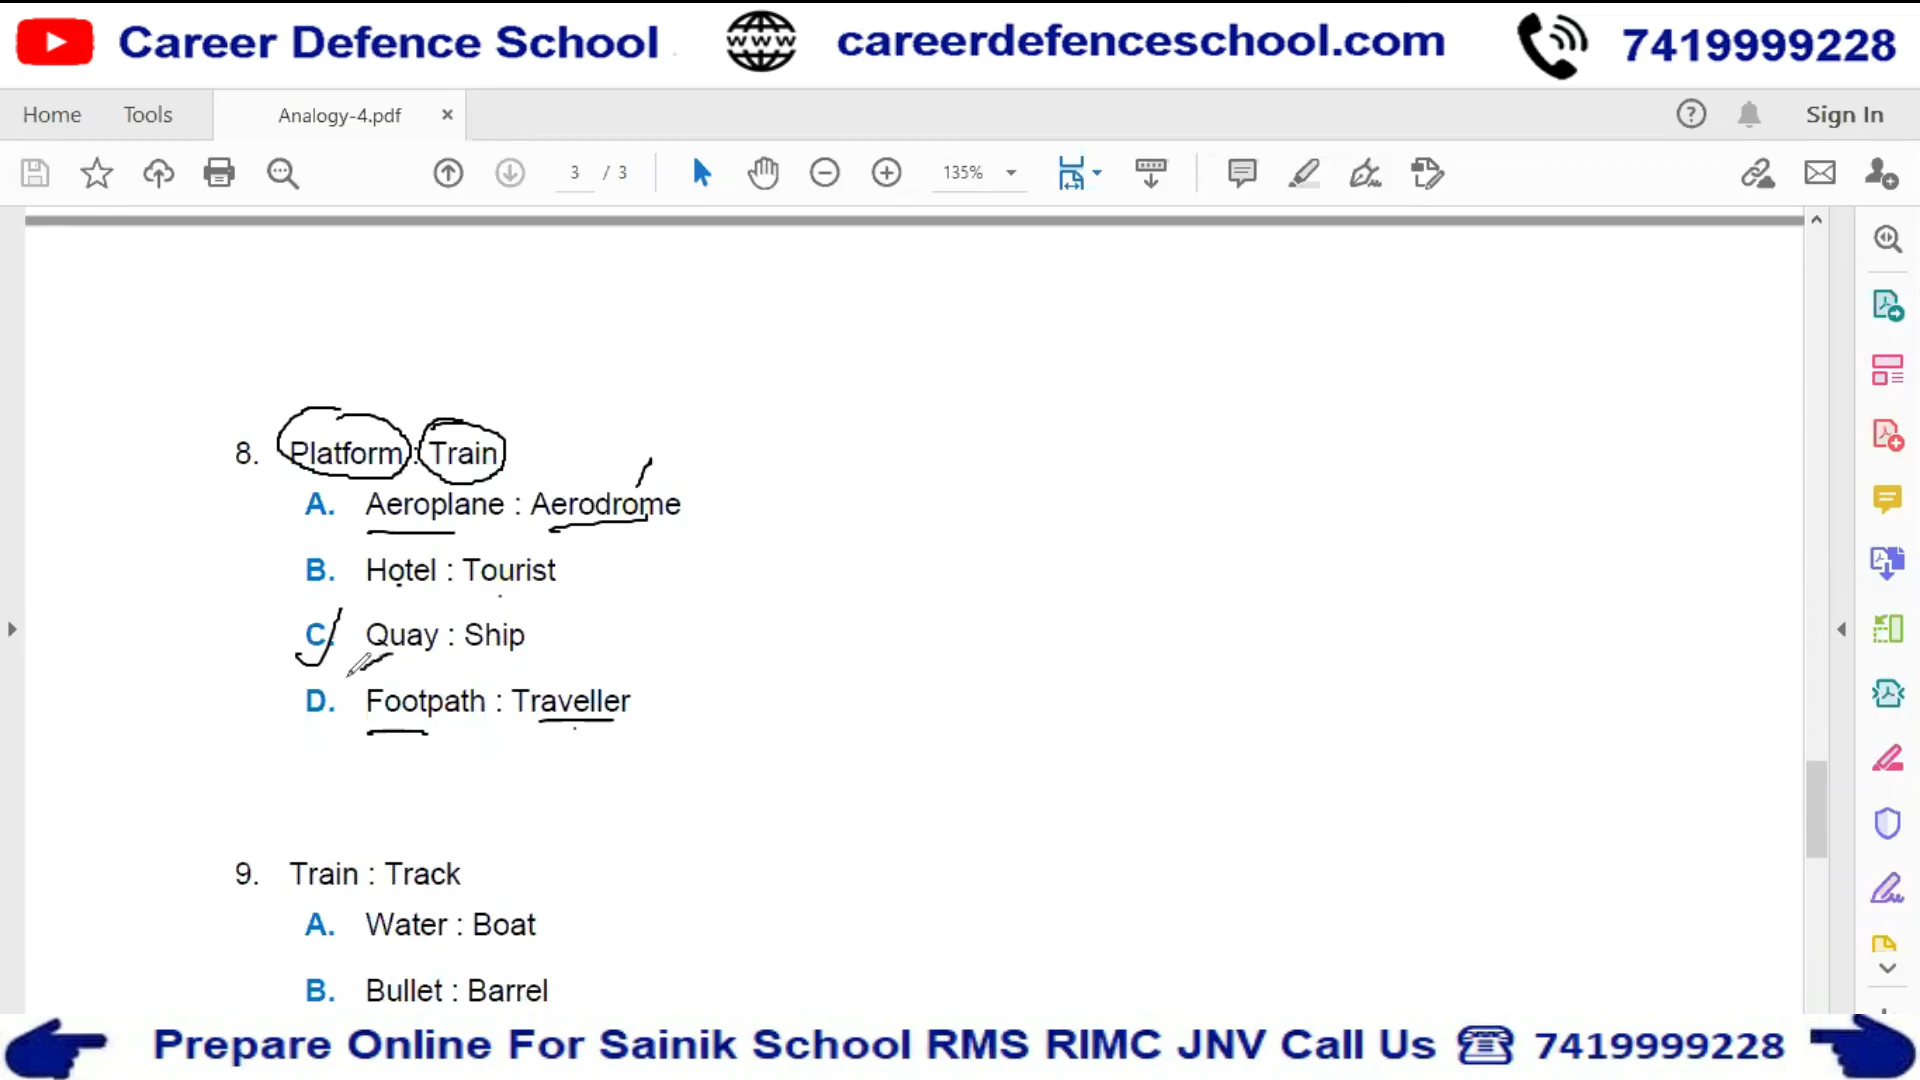 Career Defence School
www
careerdefenceschool.com
7419999228
Home
Tools
Analogy-4.pdf
Sign In
3 / 3
135%
8. Platform : Train
A. Aeroplane : Aerodrome
B. Hotel : Tourist
C. Quay : Ship
D. Footpath : Traveller
9. Train : Track
A. Water : Boat
B. Bullet : Barrel
Prepare Online For Sainik School RMS RIMC JNV Call Us 7419999228